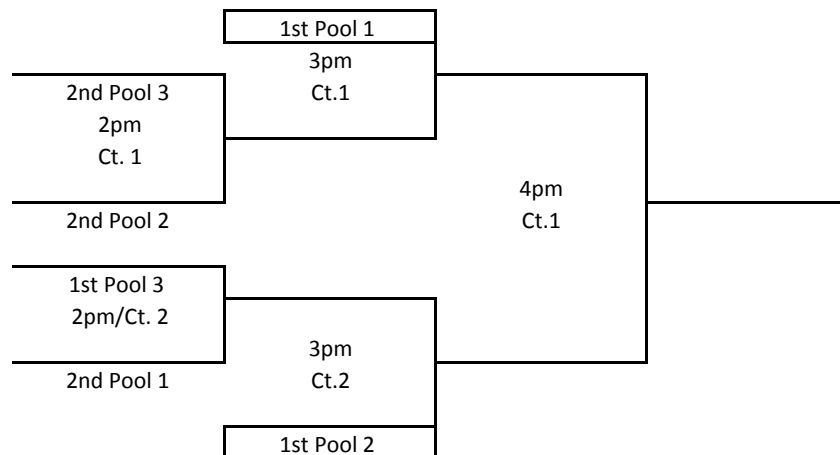 1st Pool 1
3pm
Ct.1
2nd Pool 3
2pm
Ct. 1
2nd Pool 2
4pm
Ct.1
1st Pool 3
2pm/Ct. 2
2nd Pool 1
3pm
Ct.2
1st Pool 2